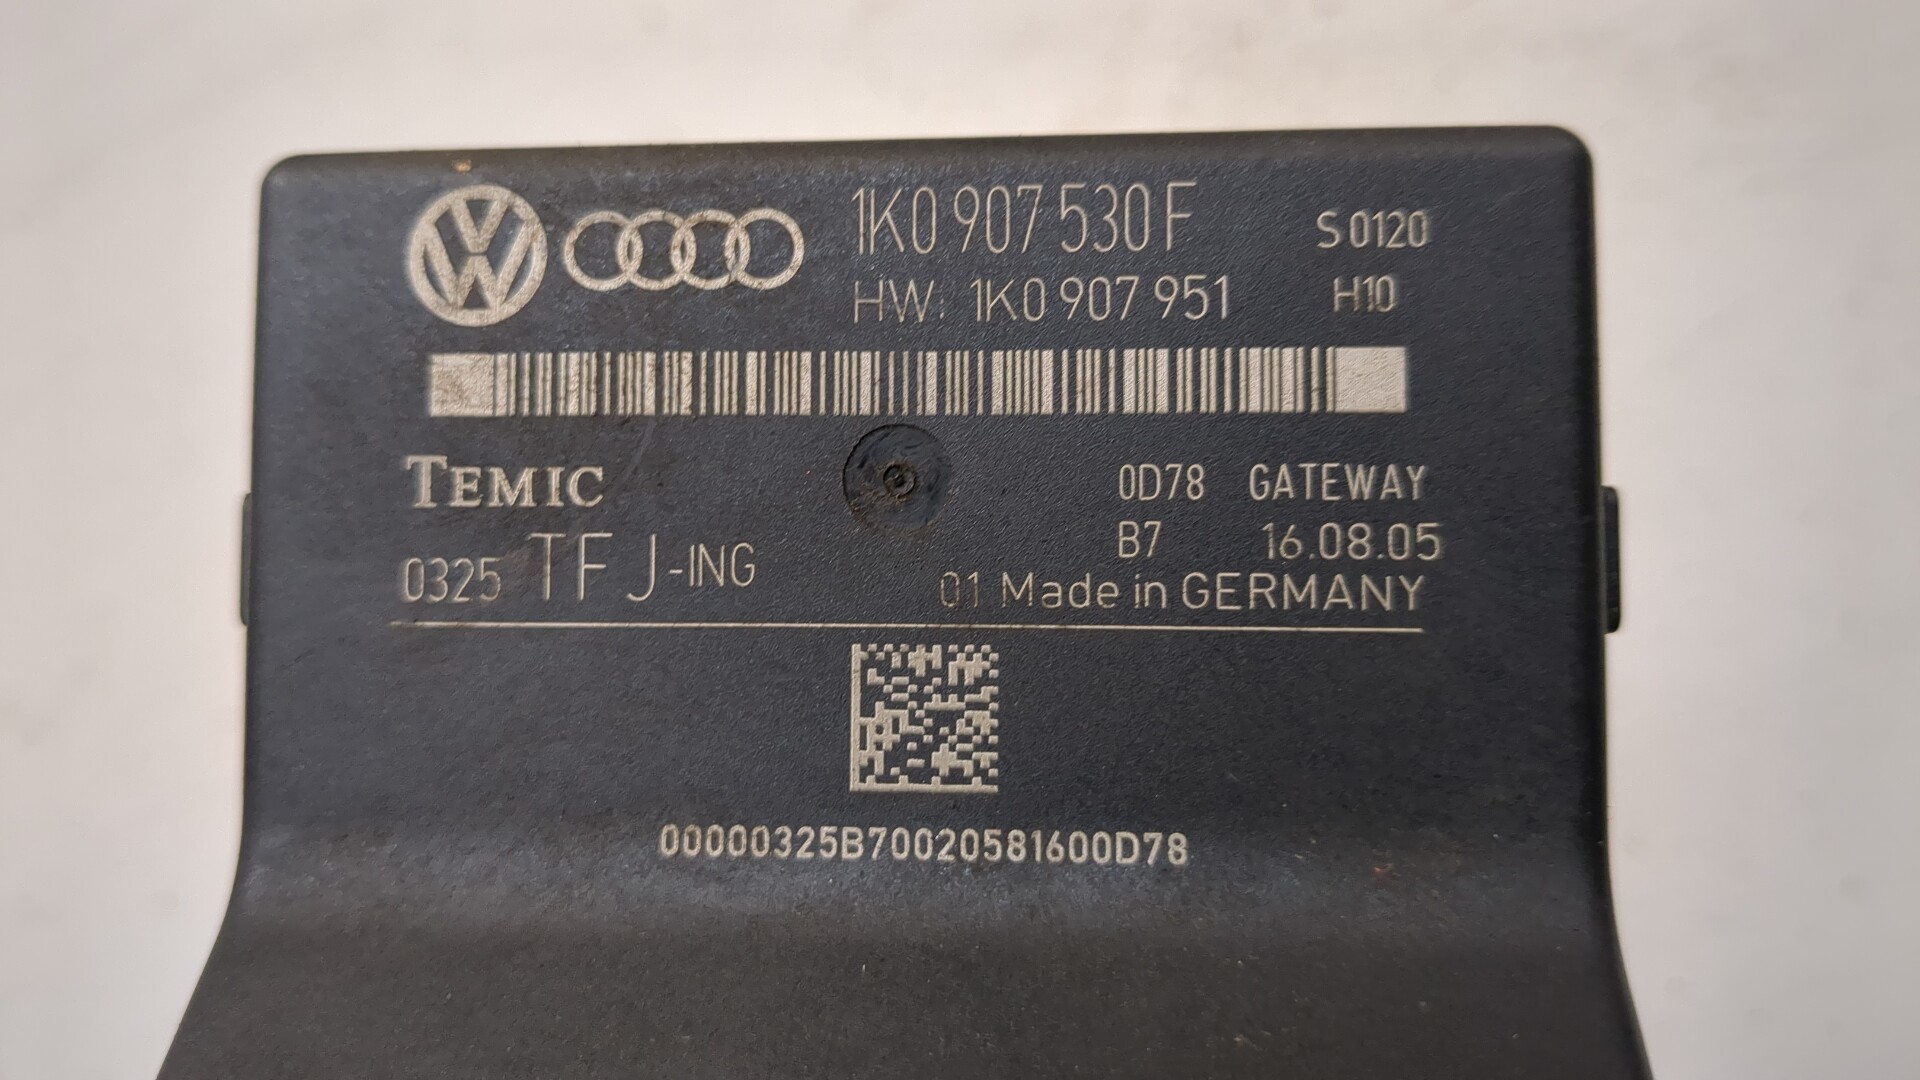 1K0 907 530 F S 0120
HW: 1K0 907 951 H10
TEMIC 0D78 GATEWAY
B7 16.08.05
0325 TF J-ING 01 Made in GERMANY
00000325B70020581600D78